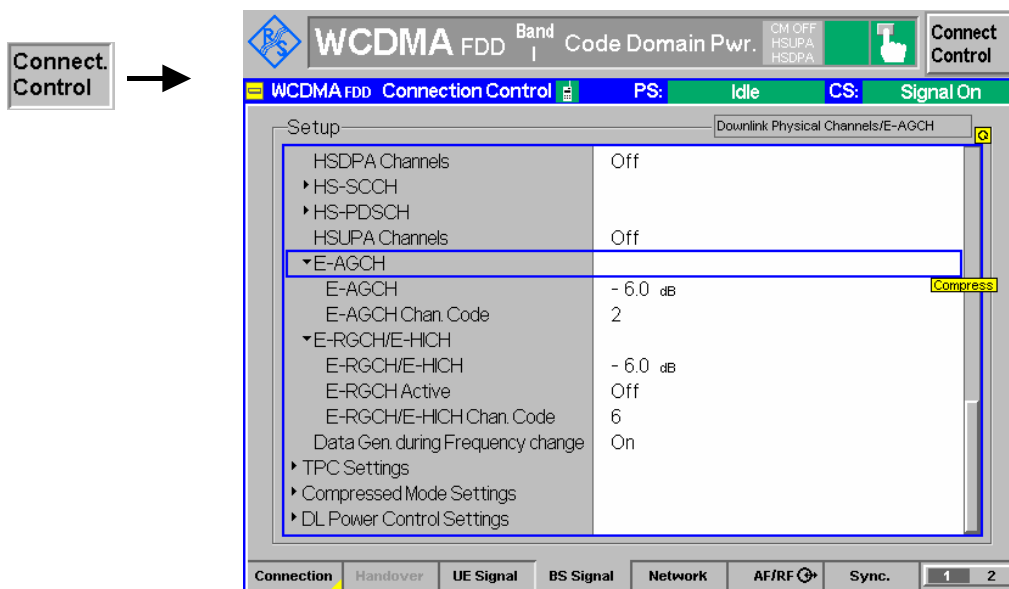 Connect.
Control
R&S
WCDMA FDD Band I Code Domain Pwr.
CM OFF
HSUPA
HSDPA
Connect
Control
WCDMA FDD Connection Control PS: Idle CS: Signal On
Setup Downlink Physical Channels/E-AGCH
HSDPA Channels Off
HS-SCCH
HS-PDSCH
HSUPA Channels Off
E-AGCH
E-AGCH - 6.0 dB
Compress
E-AGCH Chan. Code 2
E-RGCH/E-HICH
E-RGCH/E-HICH - 6.0 dB
E-RGCH Active Off
E-RGCH/E-HICH Chan. Code 6
Data Gen. during Frequency change On
TPC Settings
Compressed Mode Settings
DL Power Control Settings
Connection Handover UE Signal BS Signal Network AF/RF Sync. 1 2